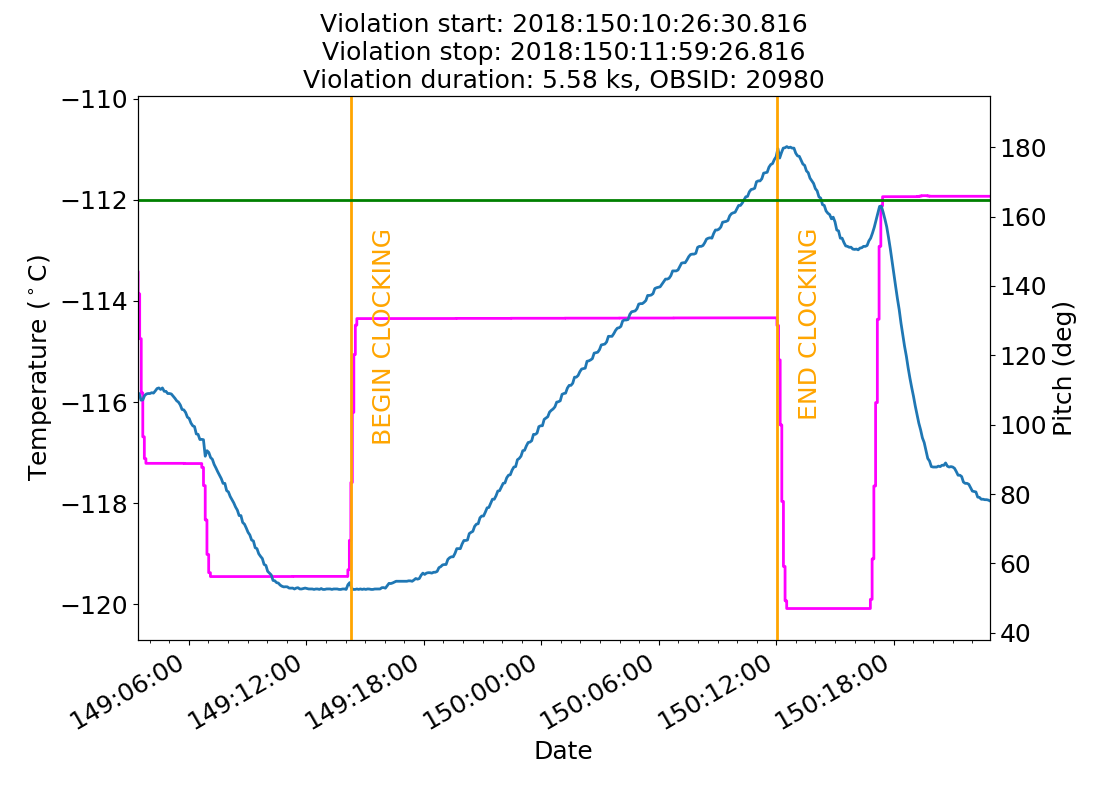 Violation start: 2018:150:10:26:30.816
Violation stop: 2018:150:11:59:26.816
Violation duration: 5.58 ks, OBSID: 20980
−110
−112
−114
−116
−118
−120
Temperature (°C)
BEGIN CLOCKING
END CLOCKING
180
160
140
120
100
80
60
40
Pitch (deg)
149:06:00
149:12:00
149:18:00
150:00:00
150:06:00
150:12:00
150:18:00
Date